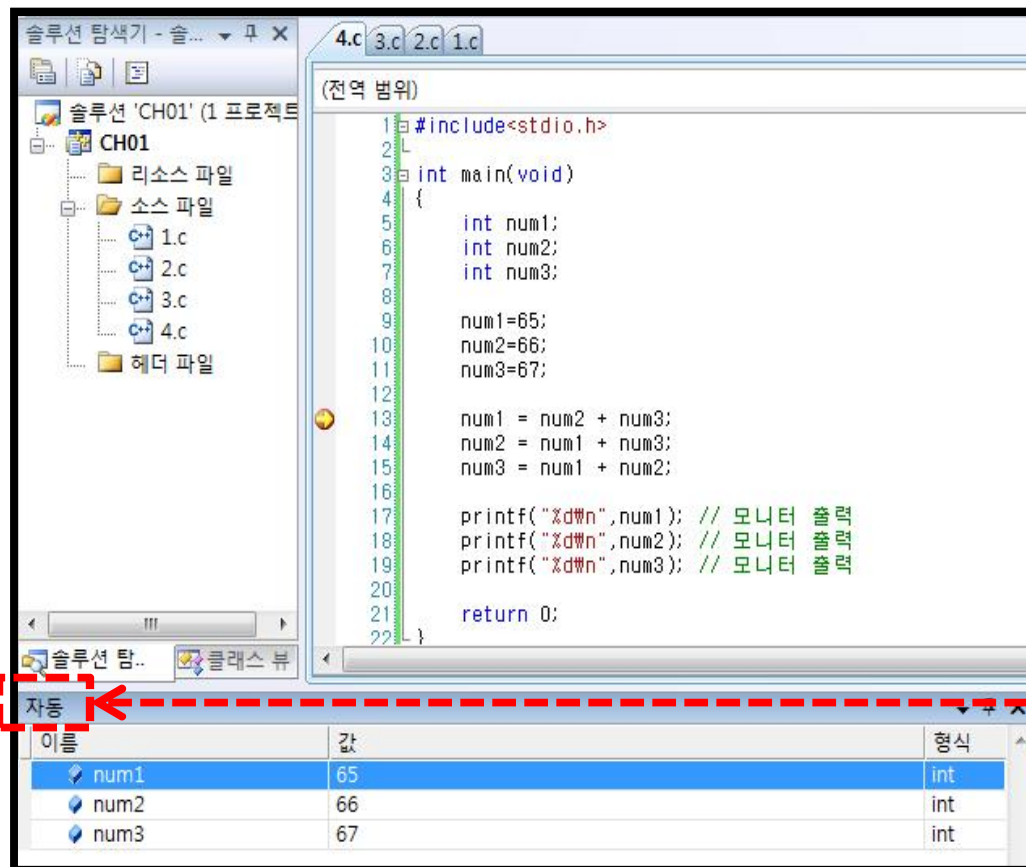 솔루션 탐색기 - 솔...
솔루션 'CH01' (1 프로젝트
CH01
리소스 파일
소스 파일
1.c
2.c
3.c
4.c
헤더 파일
솔루션 탐..
클래스 뷰
4.c 3.c 2.c 1.c
(전역 범위)
1 #include<stdio.h>
2
3 int main(void)
4 {
5 int num1;
6 int num2;
7 int num3;
8
9 num1=65;
10 num2=66;
11 num3=67;
12
13 num1 = num2 + num3;
14 num2 = num1 + num3;
15 num3 = num1 + num2;
16
17 printf("%d₩n",num1); // 모니터 출력
18 printf("%d₩n",num2); // 모니터 출력
19 printf("%d₩n",num3); // 모니터 출력
20
21 return 0;
22 }
자동
이름 값 형식
num1 65 int
num2 66 int
num3 67 int